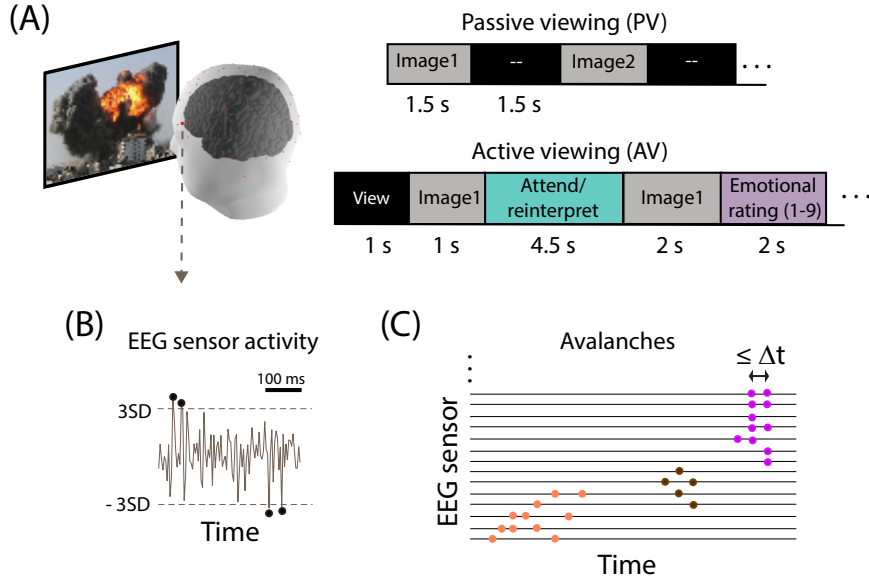 (A)
Passive viewing (PV)
Image1
--
Image2
--
...
1.5 s
1.5 s
Active viewing (AV)
View
Image1
Attend/
reinterpret
Image1
Emotional
rating (1-9)
...
1 s
1 s
4.5 s
2 s
2 s
(B)
EEG sensor activity
100 ms
3SD
- 3SD
Time
(C)
Avalanches
≤ Δt
EEG sensor
Time